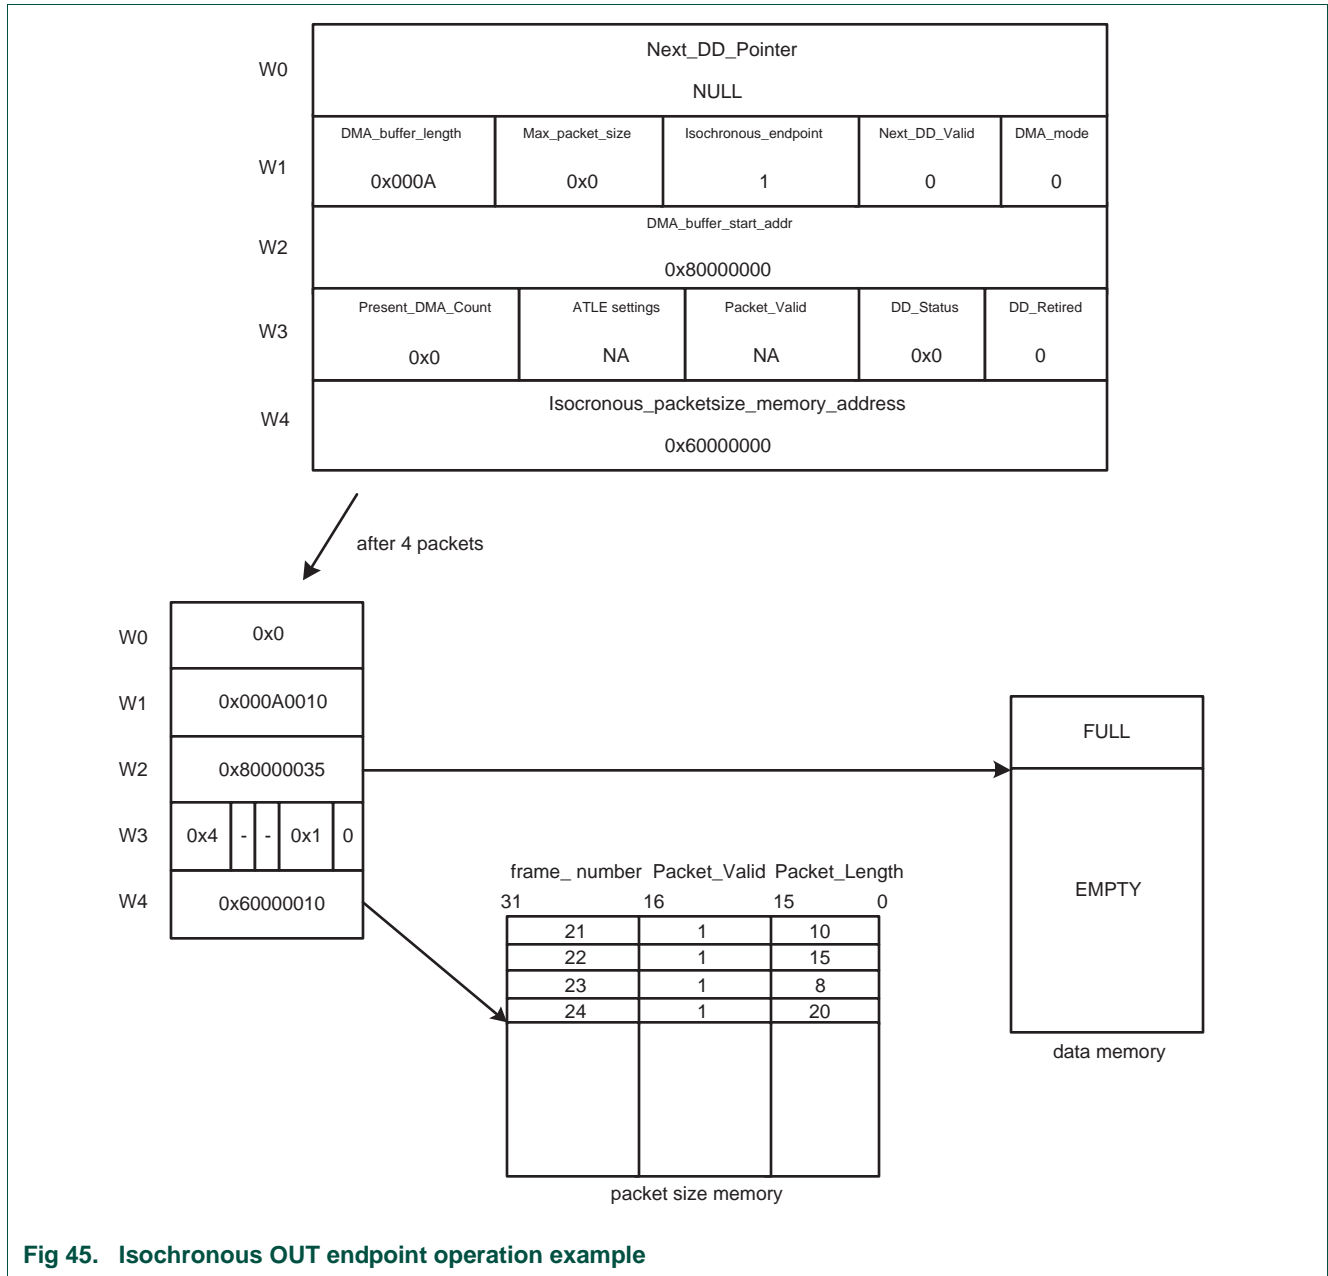 Next_DD_Pointer
W0
NULL
DMA_buffer_length Max_packet_size Isochronous_endpoint Next_DD_Valid DMA_mode
W1
0x000A 0x0 1 0 0
DMA_buffer_start_addr
W2
0x80000000
Present_DMA_Count ATLE settings Packet_Valid DD_Status DD_Retired
W3
0x0 NA NA 0x0 0
Isocronous_packetsize_memory_address
W4
0x60000000
after 4 packets
W0 0x0
W1 0x000A0010
FULL
W2 0x80000035
W3 0x4 - - 0x1 0
frame_ number Packet_Valid Packet_Length
EMPTY
W4 0x60000010
31 16 15 0
21 1 10
22 1 15
23 1 8
24 1 20
data memory
packet size memory
Fig 45. Isochronous OUT endpoint operation example